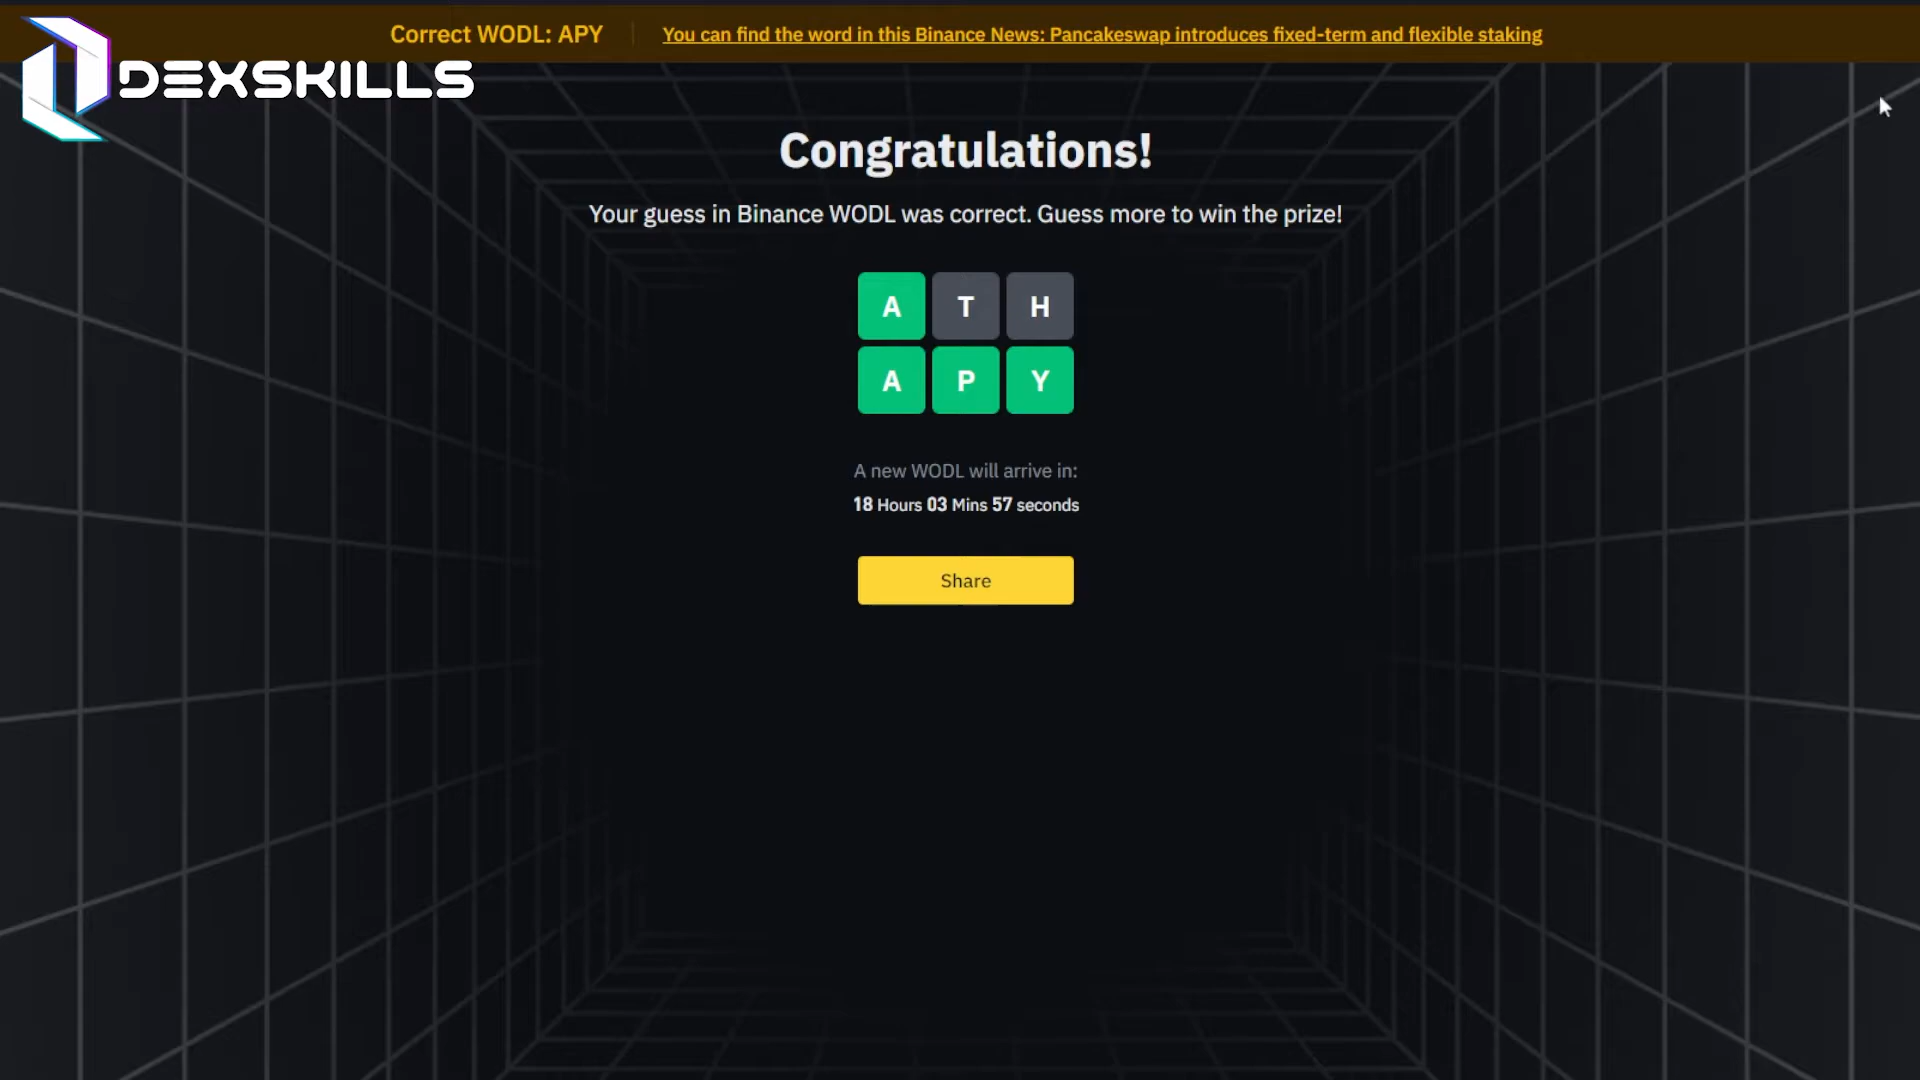 Correct WODL: APY
You can find the word in this Binance News: Pancakeswap introduces fixed-term and flexible staking
DEXSKILLS
Congratulations!
Your guess in Binance WODL was correct. Guess more to win the prize!
A T H
A P Y
A new WODL will arrive in:
18 Hours 03 Mins 57 seconds
Share